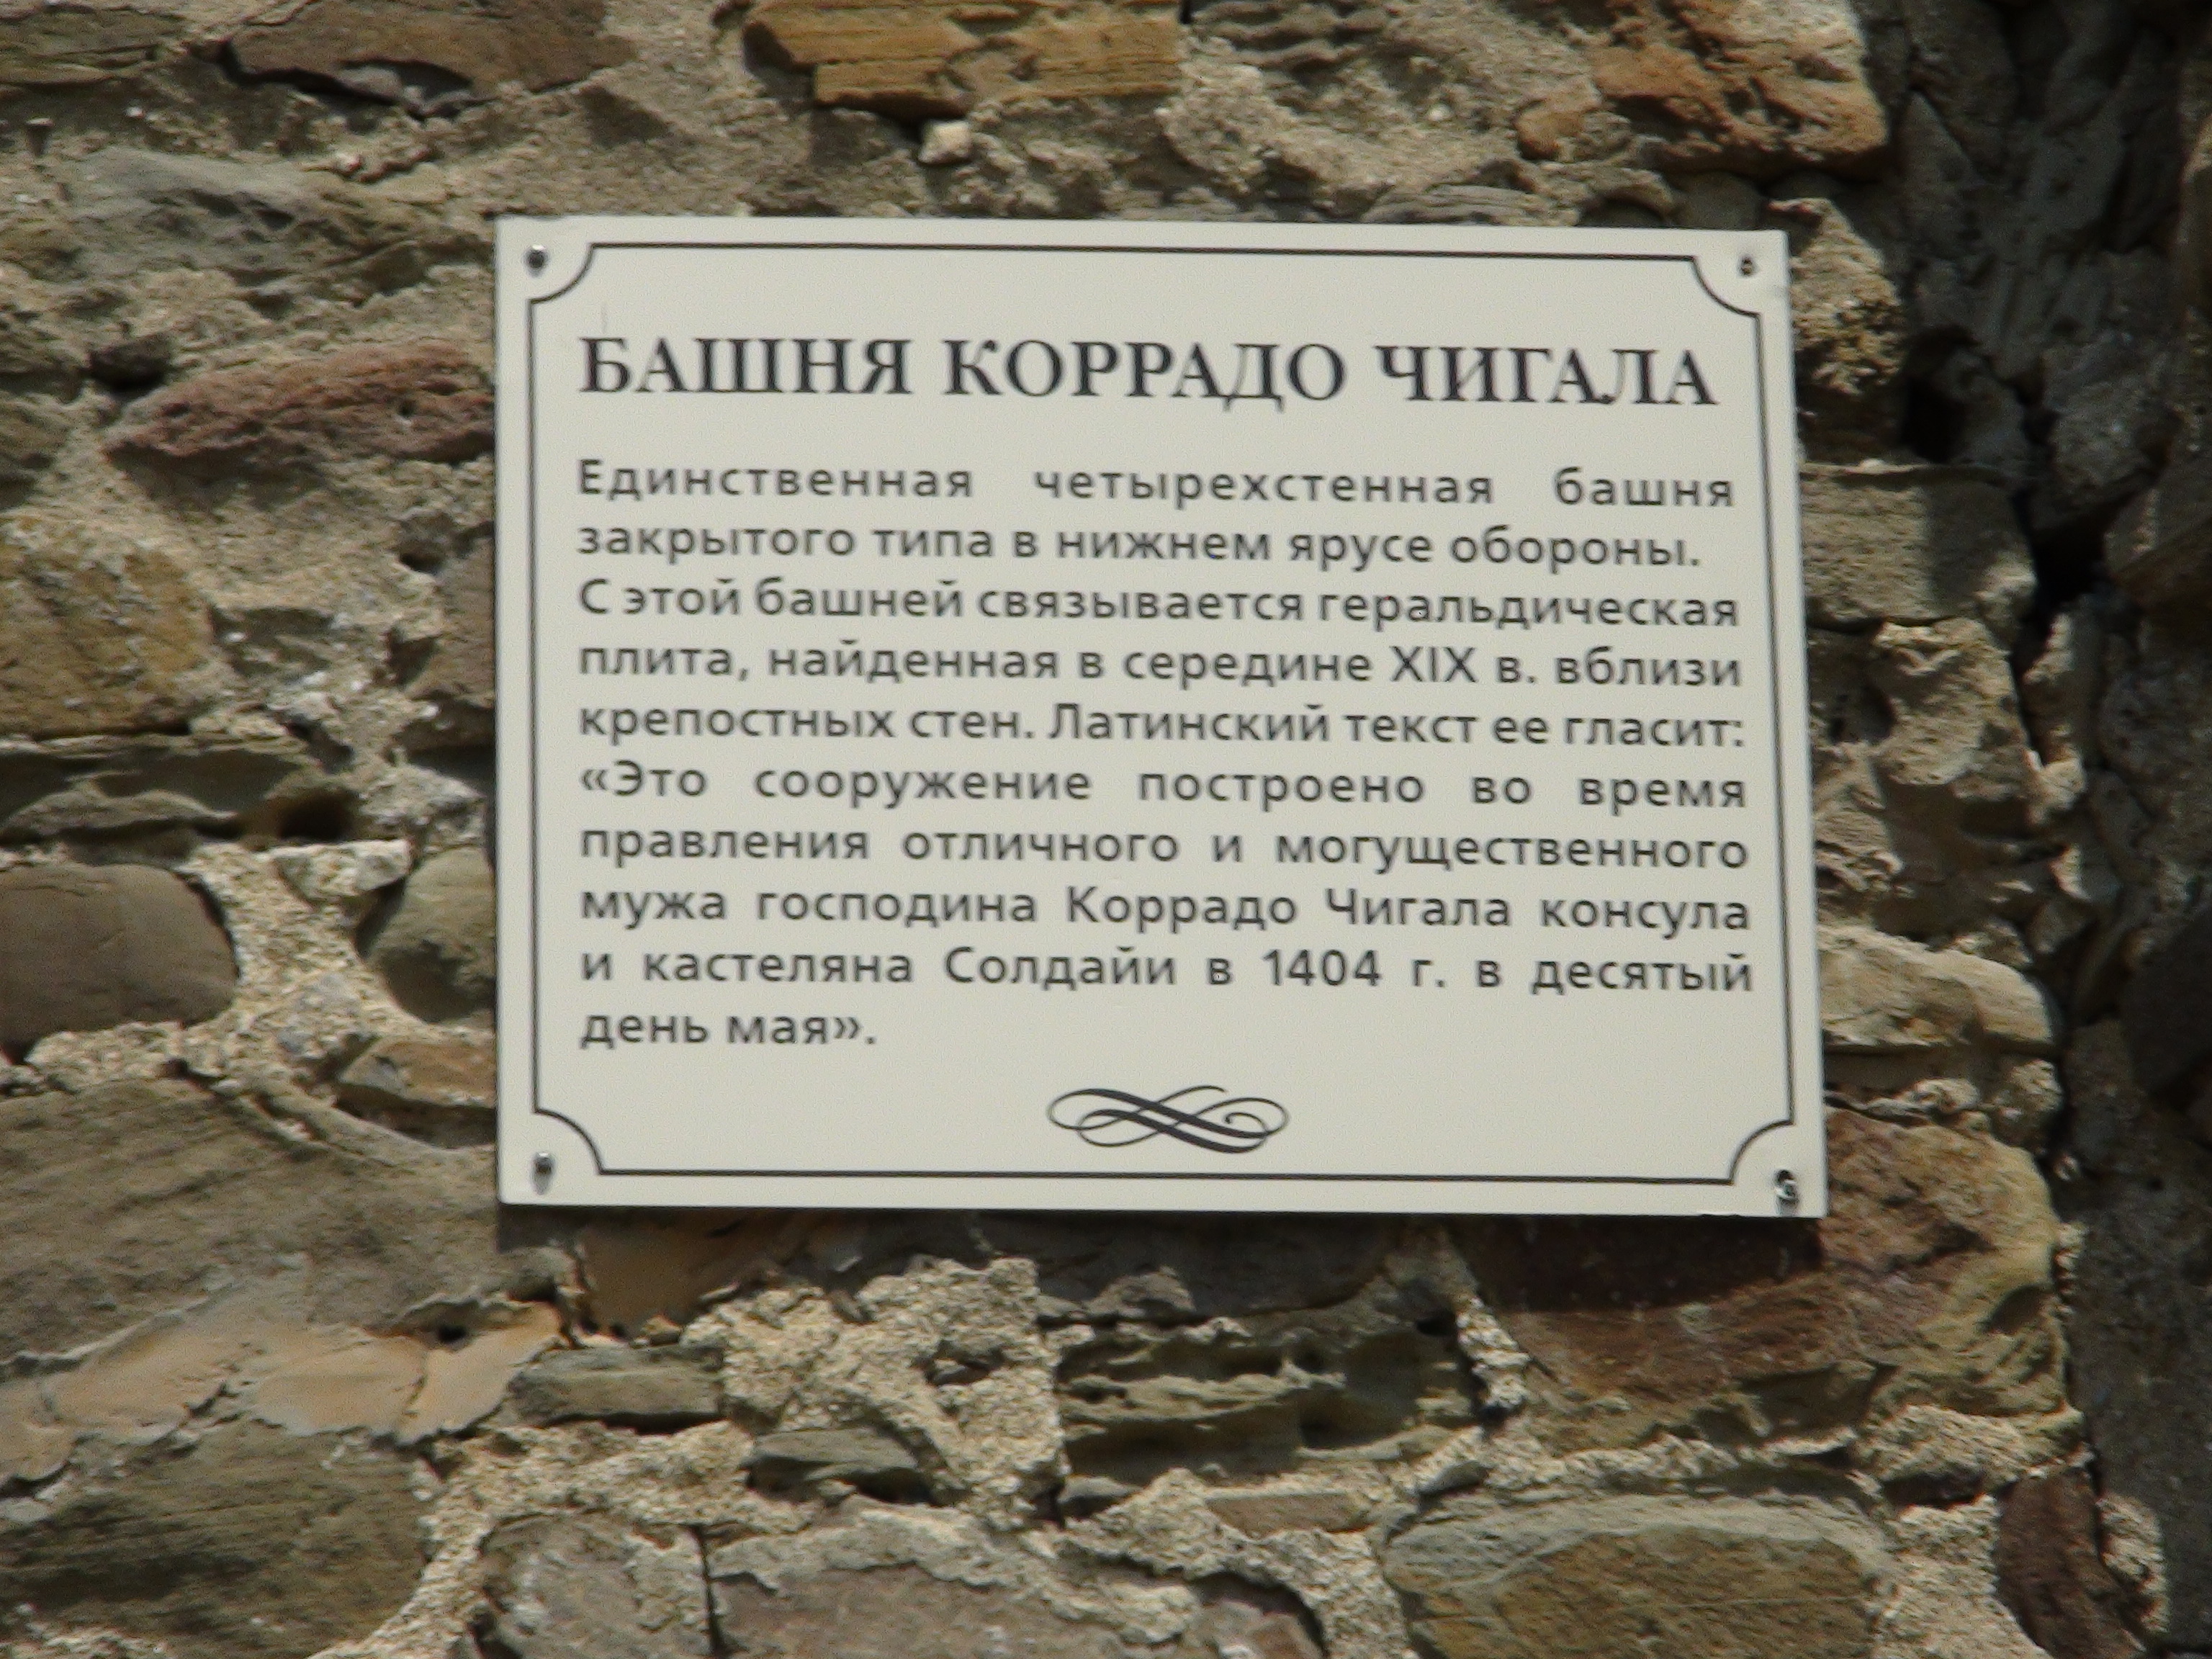 БАШНЯ КОРРАДО ЧИГАЛА
Единственная четырехстенная башня
закрытого типа в нижнем ярусе обороны.
С этой башней связывается геральдическая
плита, найденная в середине XIX в. вблизи
крепостных стен. Латинский текст ее гласит:
«Это сооружение построено во время
правления отличного и могущественного
мужа господина Коррадо Чигала консула
и кастеляна Солдайи в 1404 г. в десятый
день мая».